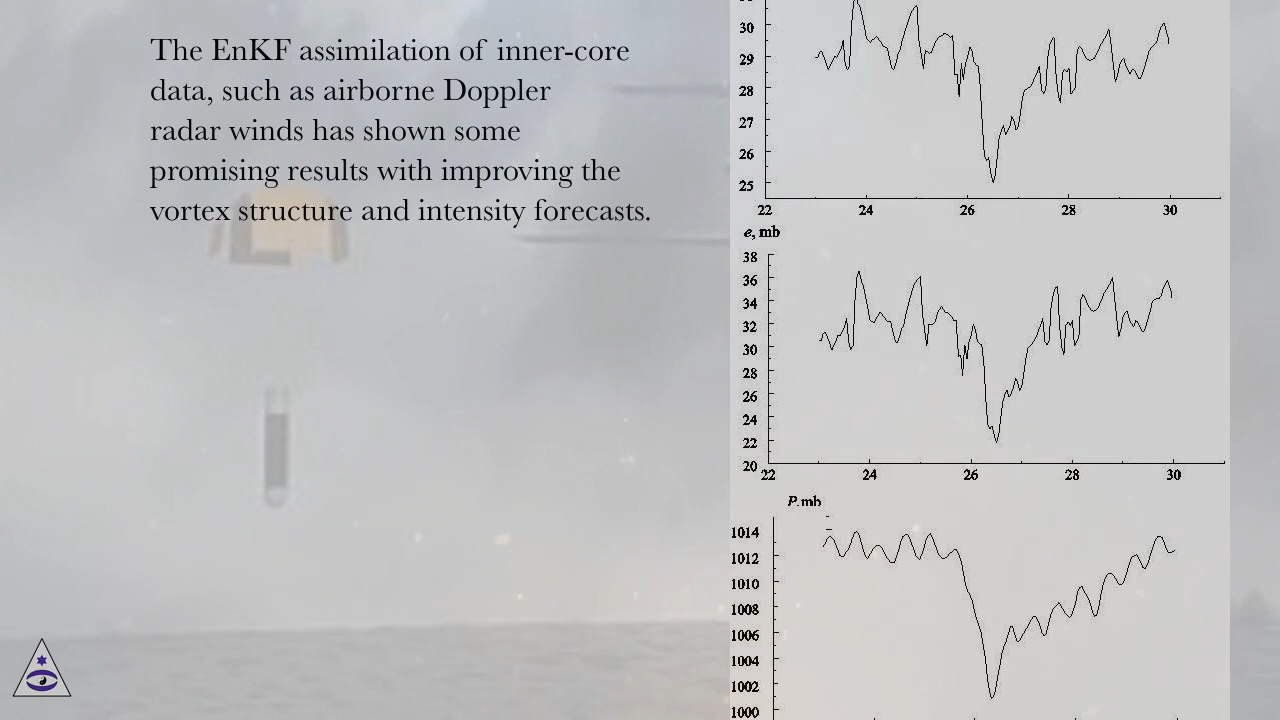 The EnKF assimilation of inner-core
data, such as airborne Doppler
radar winds has shown some
promising results with improving the
vortex structure and intensity forecasts.
30
29
28
27
26
25
22 24 26 28 30
e, mb
38
36
34
32
30
28
26
24
22
20
22 24 26 28 30
P.mb
1014
1012
1010
1008
1006
1004
1002
1000